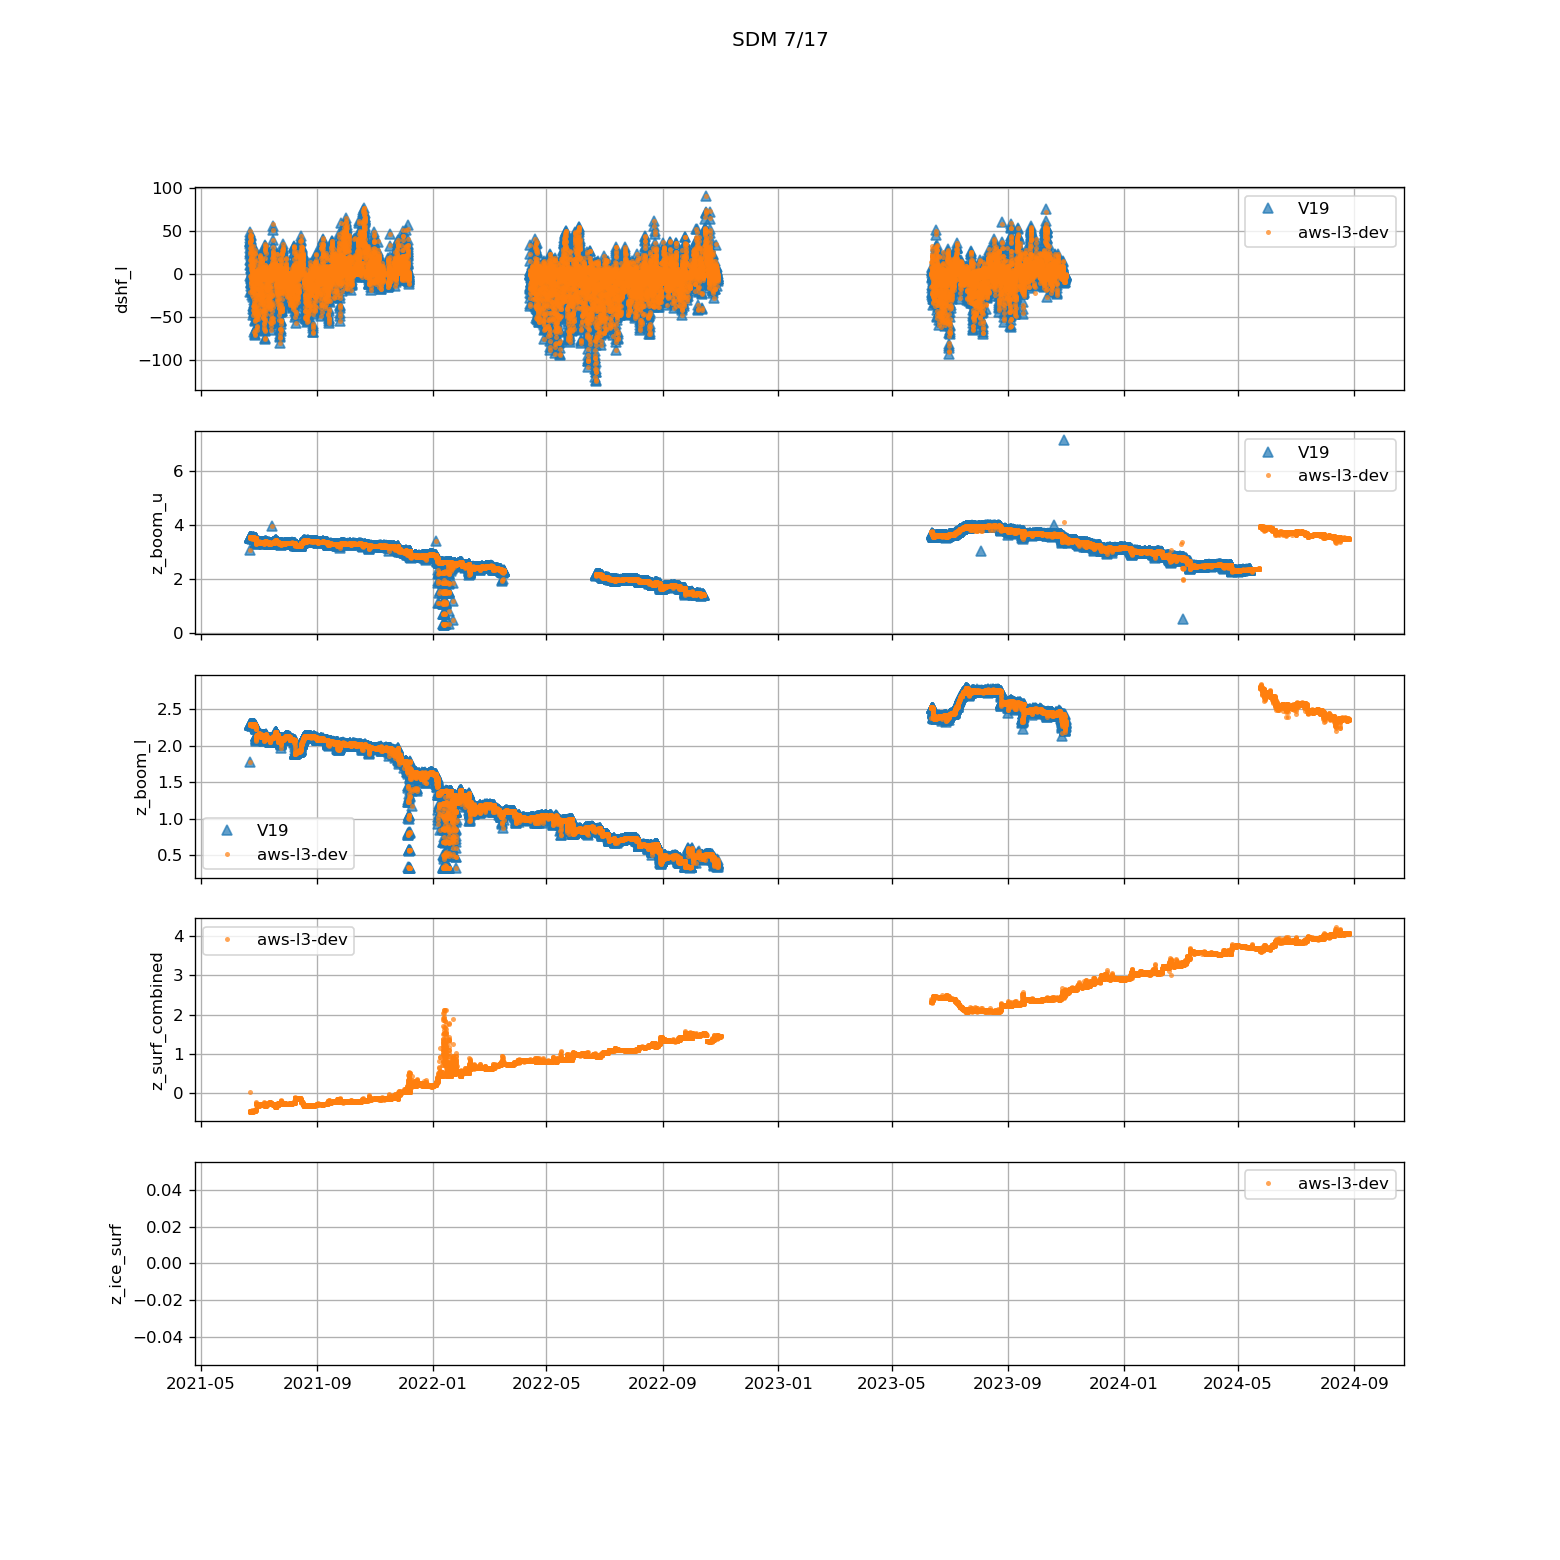 SDM 7/17
dshf_l
100
50
0
−50
−100
V19
aws-l3-dev
z_boom_u
6
4
2
0
V19
aws-l3-dev
z_boom_l
2.5
2.0
1.5
1.0
0.5
V19
aws-l3-dev
z_surf_combined
4
3
2
1
0
aws-l3-dev
z_ice_surf
0.04
0.02
0.00
−0.02
−0.04
aws-l3-dev
2021-05 2021-09 2022-01 2022-05 2022-09 2023-01 2023-05 2023-09 2024-01 2024-05 2024-09